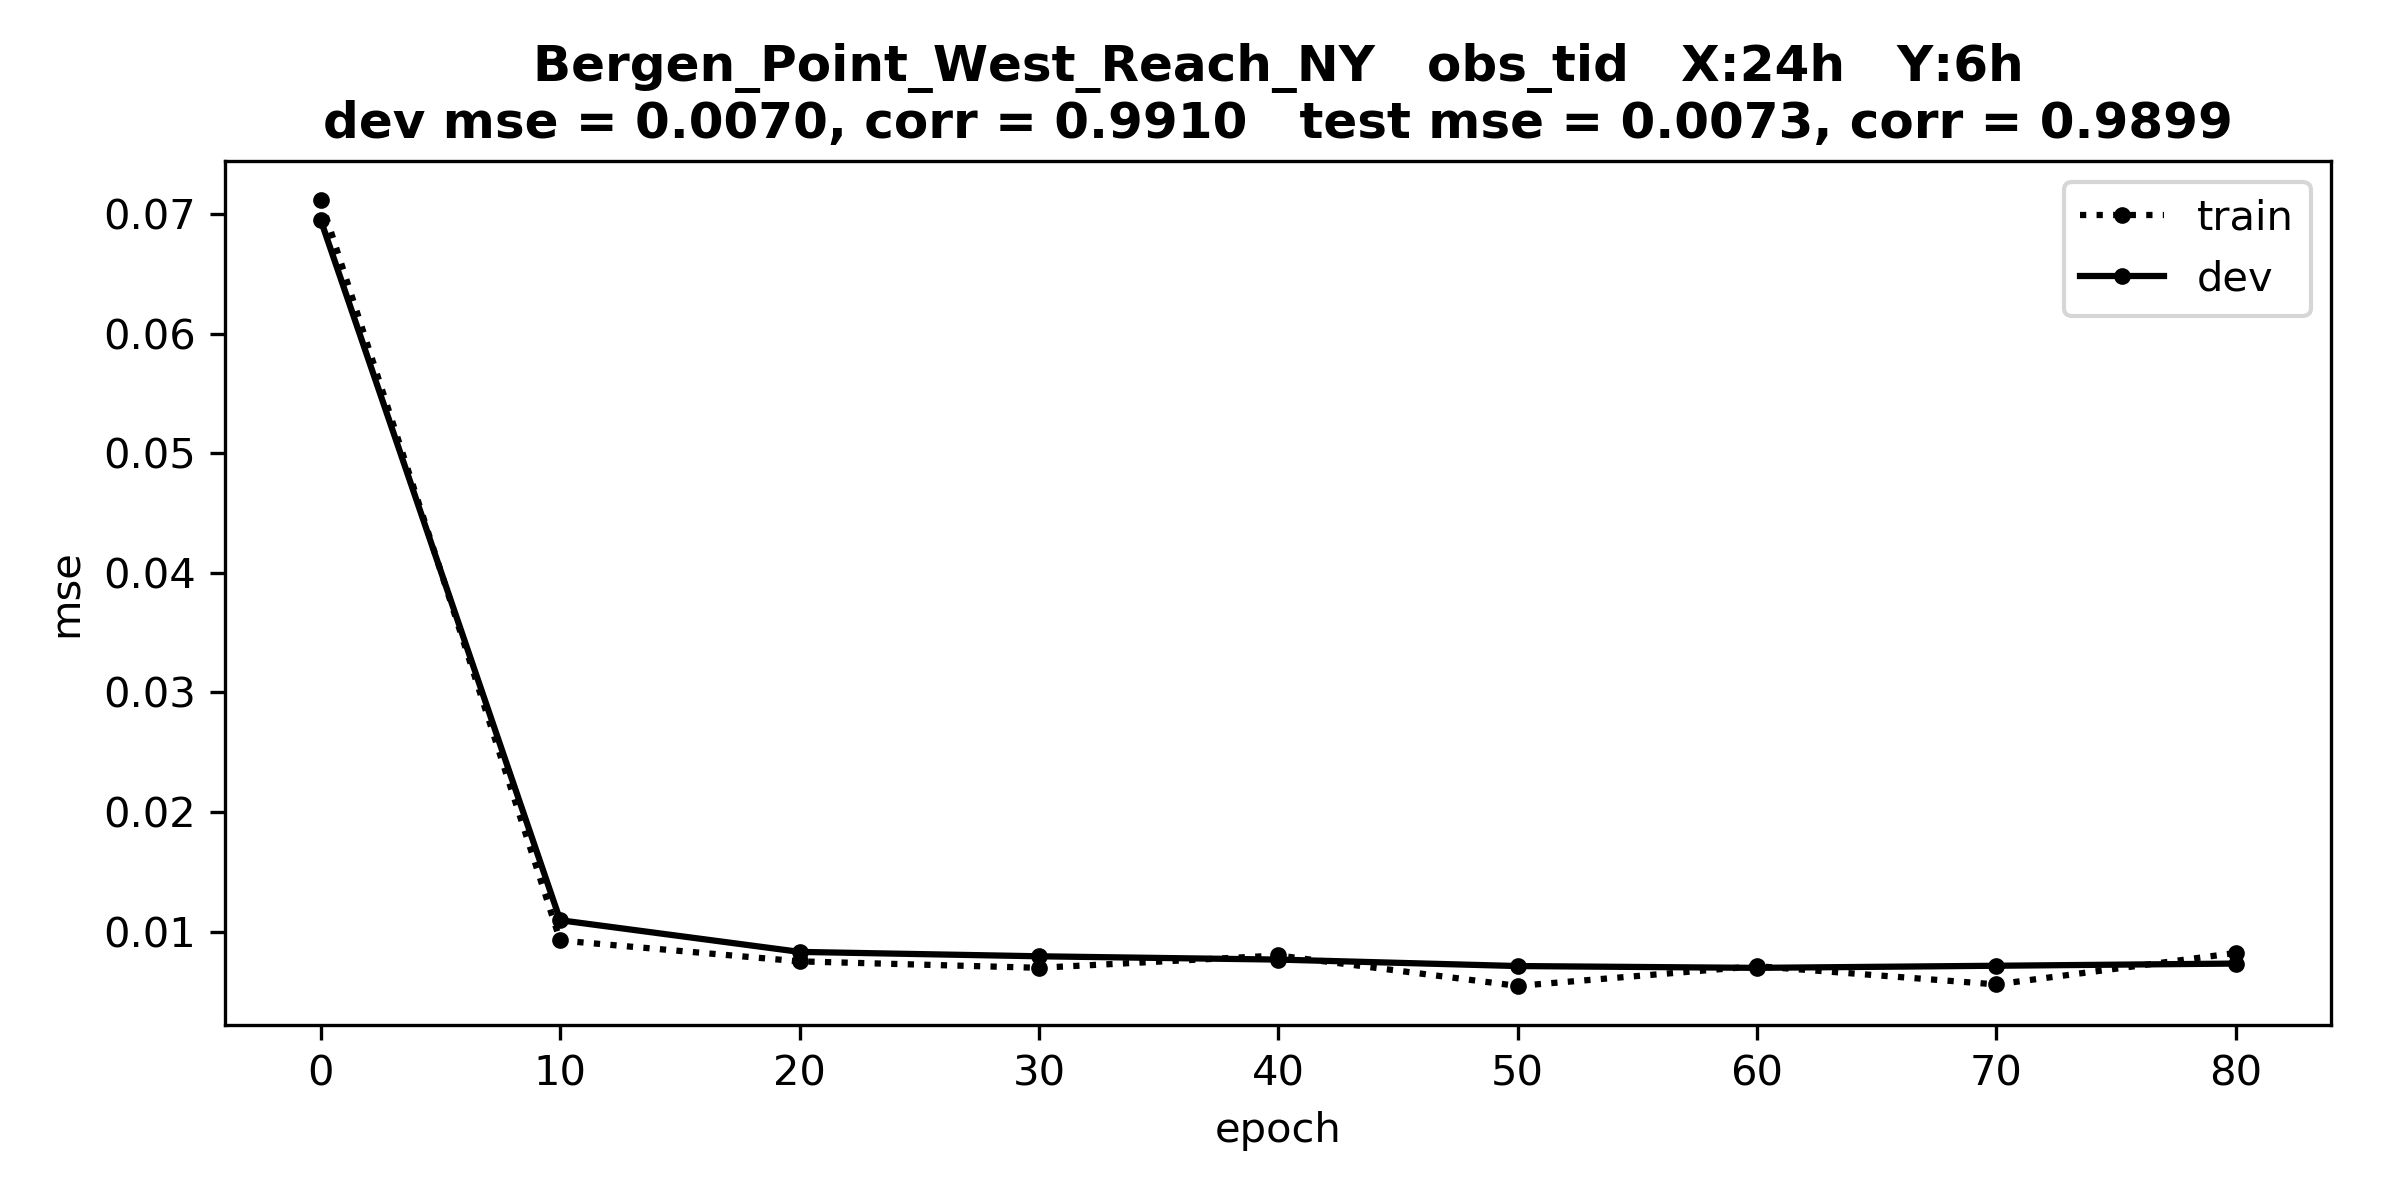 Bergen_Point_West_Reach_NY   obs_tid   X:24h   Y:6h
dev mse = 0.0070, corr = 0.9910   test mse = 0.0073, corr = 0.9899
train
dev
mse
0.07
0.06
0.05
0.04
0.03
0.02
0.01
0 10 20 30 40 50 60 70 80
epoch